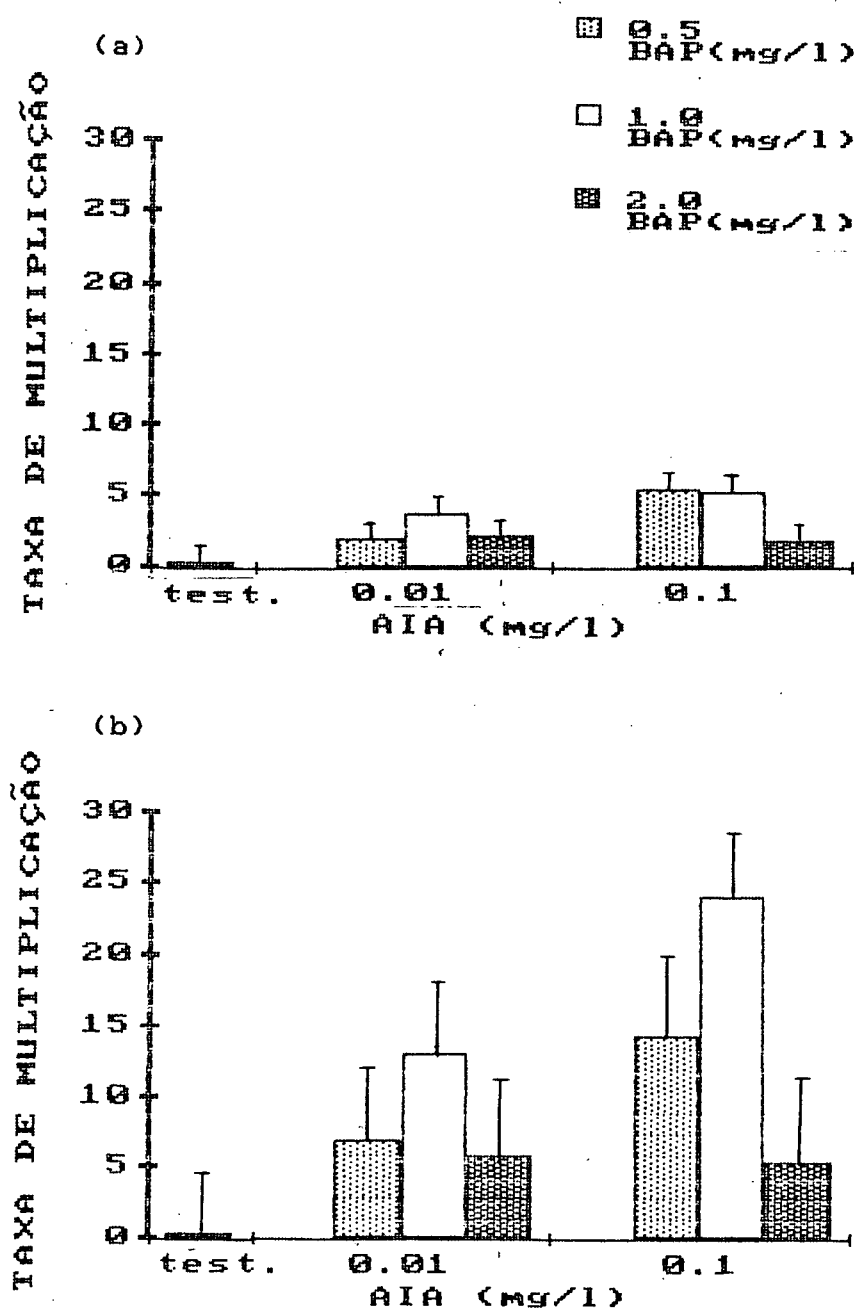 (a)
0.5
BAP(mg/l)
1.0
BAP(mg/l)
2.0
BAP(mg/l)
TAXA DE MULTIPLICAÇÃO
30
25
20
15
10
5
0
test. 0.01 0.1
AIA (mg/l)
(b)
TAXA DE MULTIPLICAÇÃO
30
25
20
15
10
5
0
test. 0.01 0.1
AIA (mg/l)